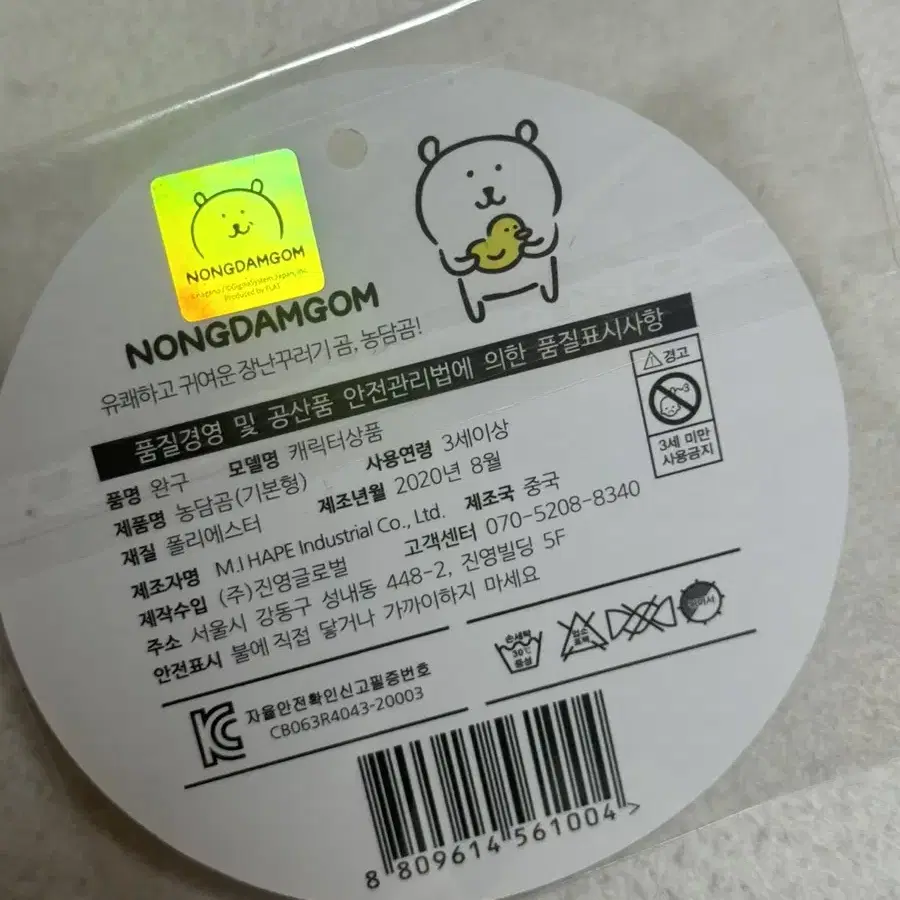 NONGDAMGOM
©nagano / ©DigitalSystem Japan, Inc.
Produced by FUKI
NONGDAMGOM
유쾌하고 귀여운 장난꾸러기 곰, 농담곰!
품질경영 및 공산품 안전관리법에 의한 품질표시사항
품명 완구 모델명 캐릭터상품 사용연령 3세이상
제품명 농담곰(기본형) 제조년월 2020년 8월
재질 폴리에스터 제조국 중국
제조자명 M.I HAPE Industrial Co., Ltd.
제작수입 (주)진영글로벌 고객센터 070-5208-8340
주소 서울시 강동구 성내동 448-2, 진영빌딩 5F
안전표시 불에 직접 닿거나 가까이하지 마세요
경고
3세 미만
사용금지
손세탁
30℃
중성
염소
표백
자율안전확인신고필증번호
CB063R4043-20003
8 809614 561004 >